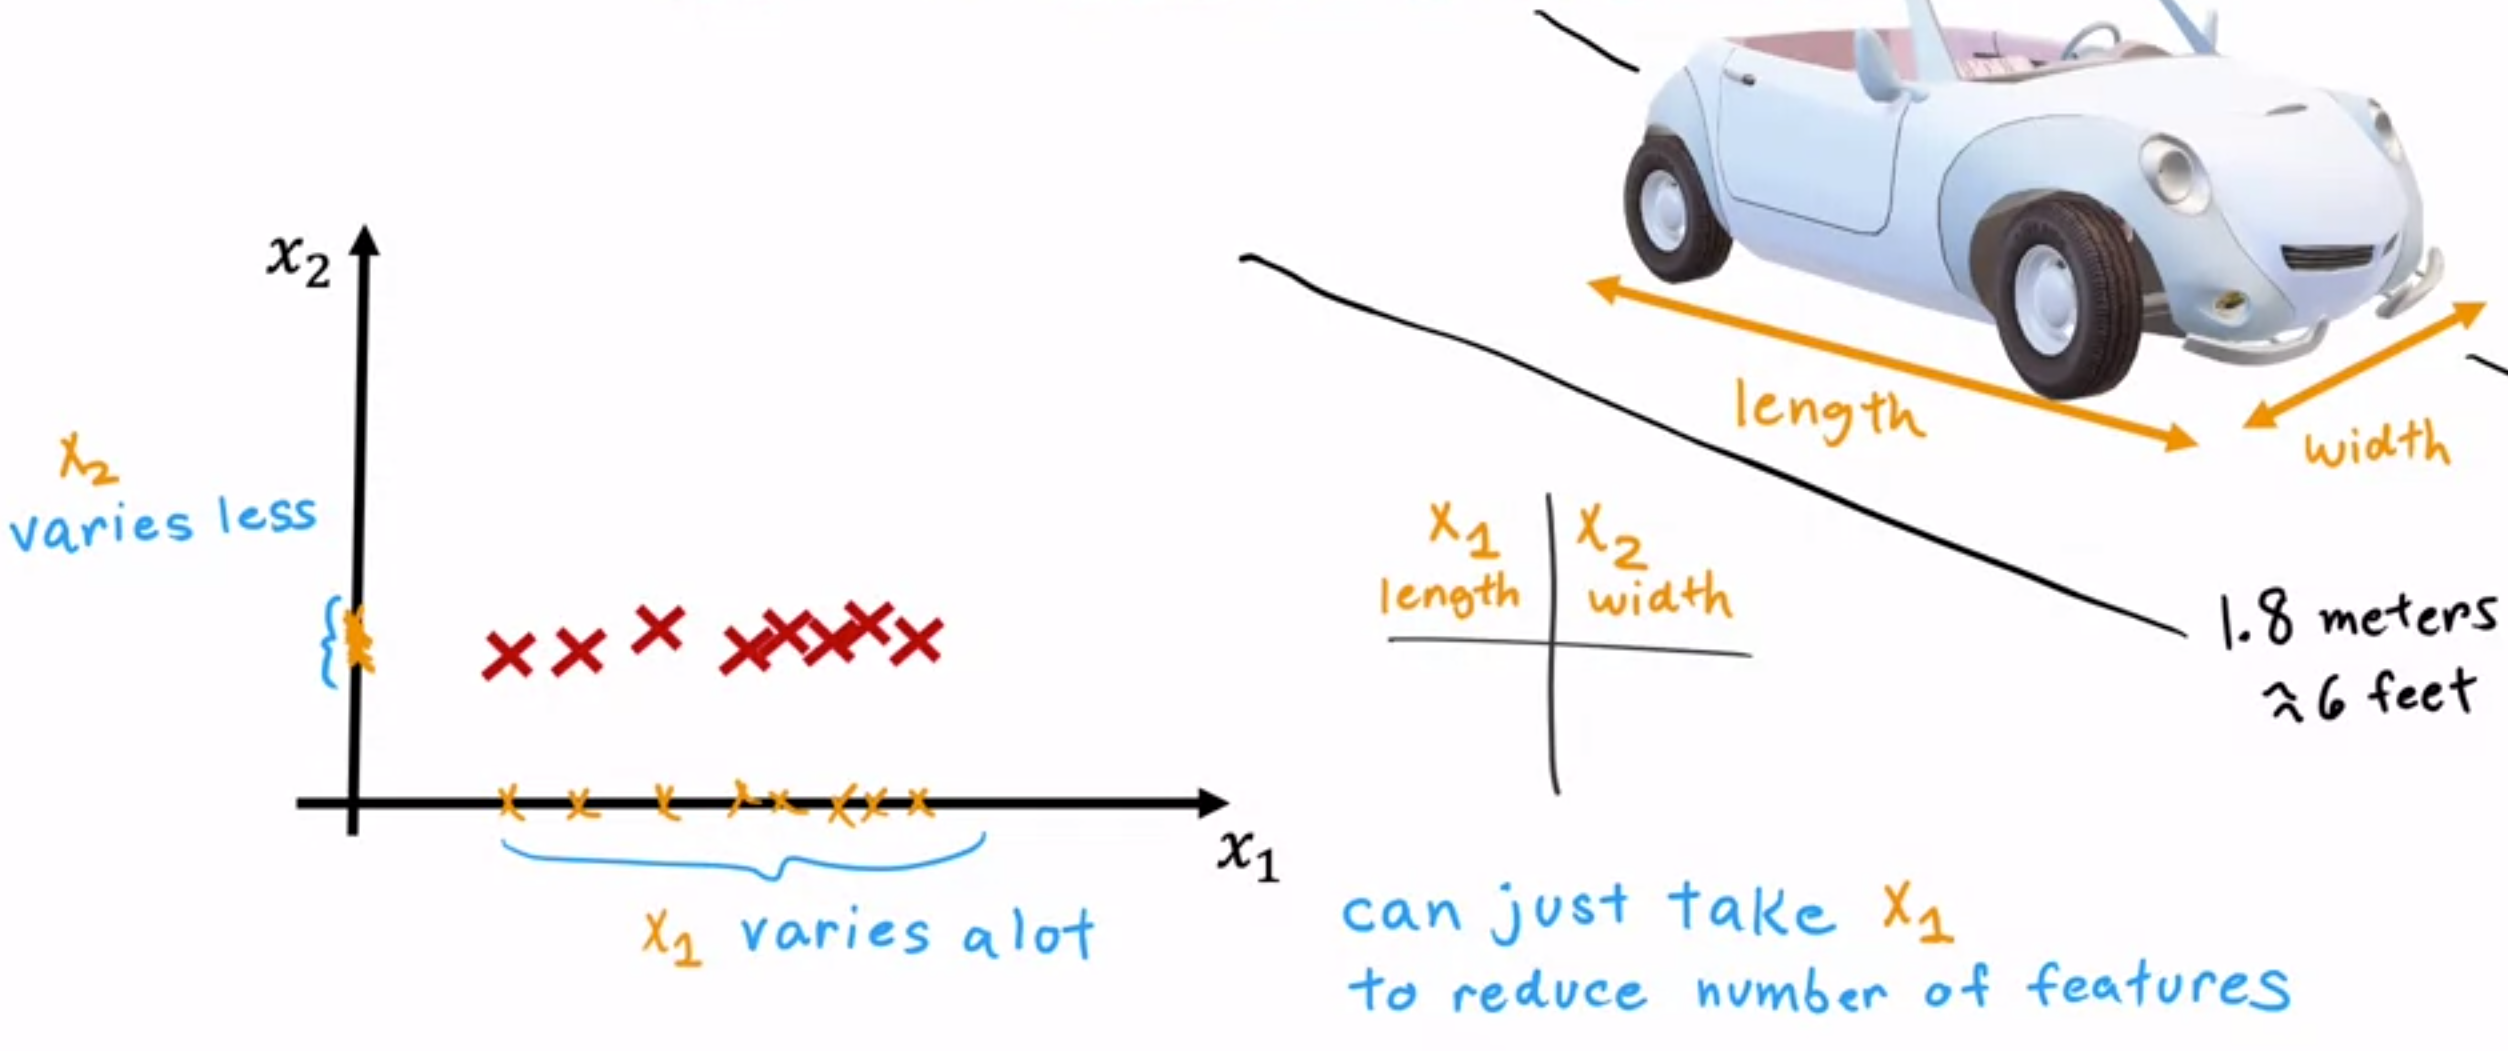 x₂
x₂
varies less
x₁
x₁ varies alot
length
width
x₁
length
x₂
width
1.8 meters
≈6 feet
can just take x₁
to reduce number of features